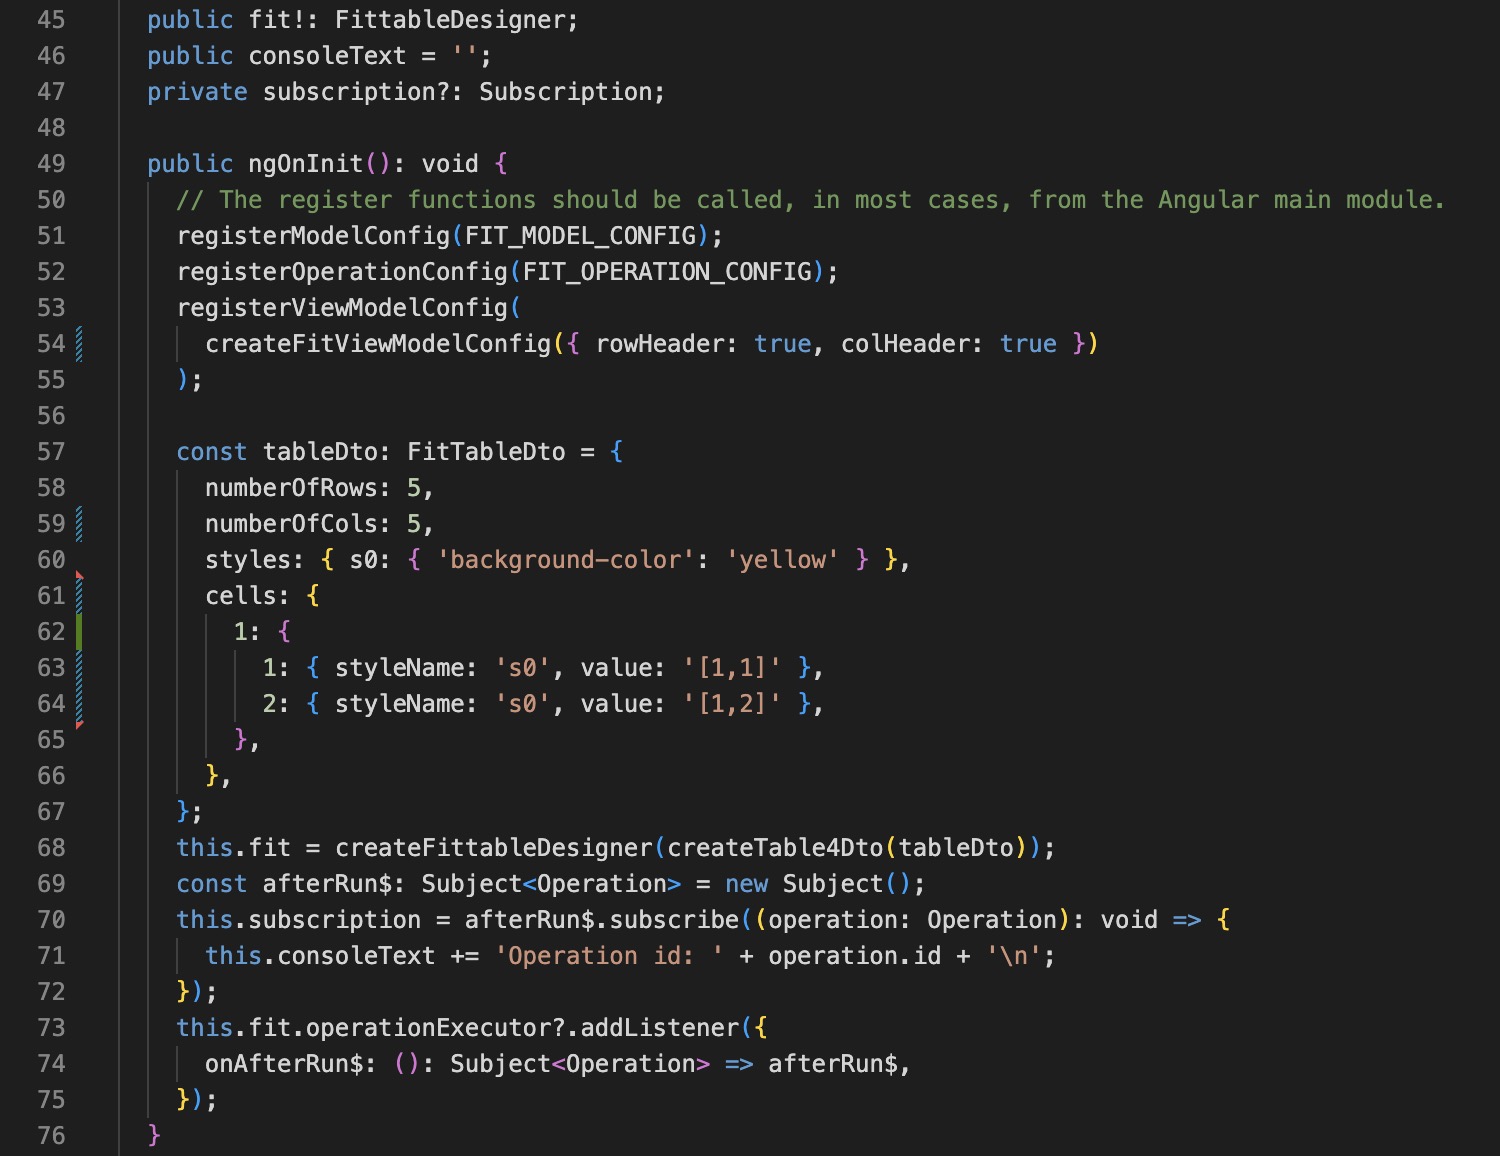 45 public fit!: FittableDesigner;
46 public consoleText = '';
47 private subscription?: Subscription;
48
49 public ngOnInit(): void {
50 // The register functions should be called, in most cases, from the Angular main module.
51 registerModelConfig(FIT_MODEL_CONFIG);
52 registerOperationConfig(FIT_OPERATION_CONFIG);
53 registerViewModelConfig(
54 createFitViewModelConfig({ rowHeader: true, colHeader: true })
55 );
56
57 const tableDto: FitTableDto = {
58 numberOfRows: 5,
59 numberOfCols: 5,
60 styles: { s0: { 'background-color': 'yellow' } },
61 cells: {
62 1: {
63 1: { styleName: 's0', value: '[1,1]' },
64 2: { styleName: 's0', value: '[1,2]' },
65 },
66 },
67 };
68 this.fit = createFittableDesigner(createTable4Dto(tableDto));
69 const afterRun$: Subject<Operation> = new Subject();
70 this.subscription = afterRun$.subscribe((operation: Operation): void => {
71 this.consoleText += 'Operation id: ' + operation.id + '\n';
72 });
73 this.fit.operationExecutor?.addListener({
74 onAfterRun$: (): Subject<Operation> => afterRun$,
75 });
76 }